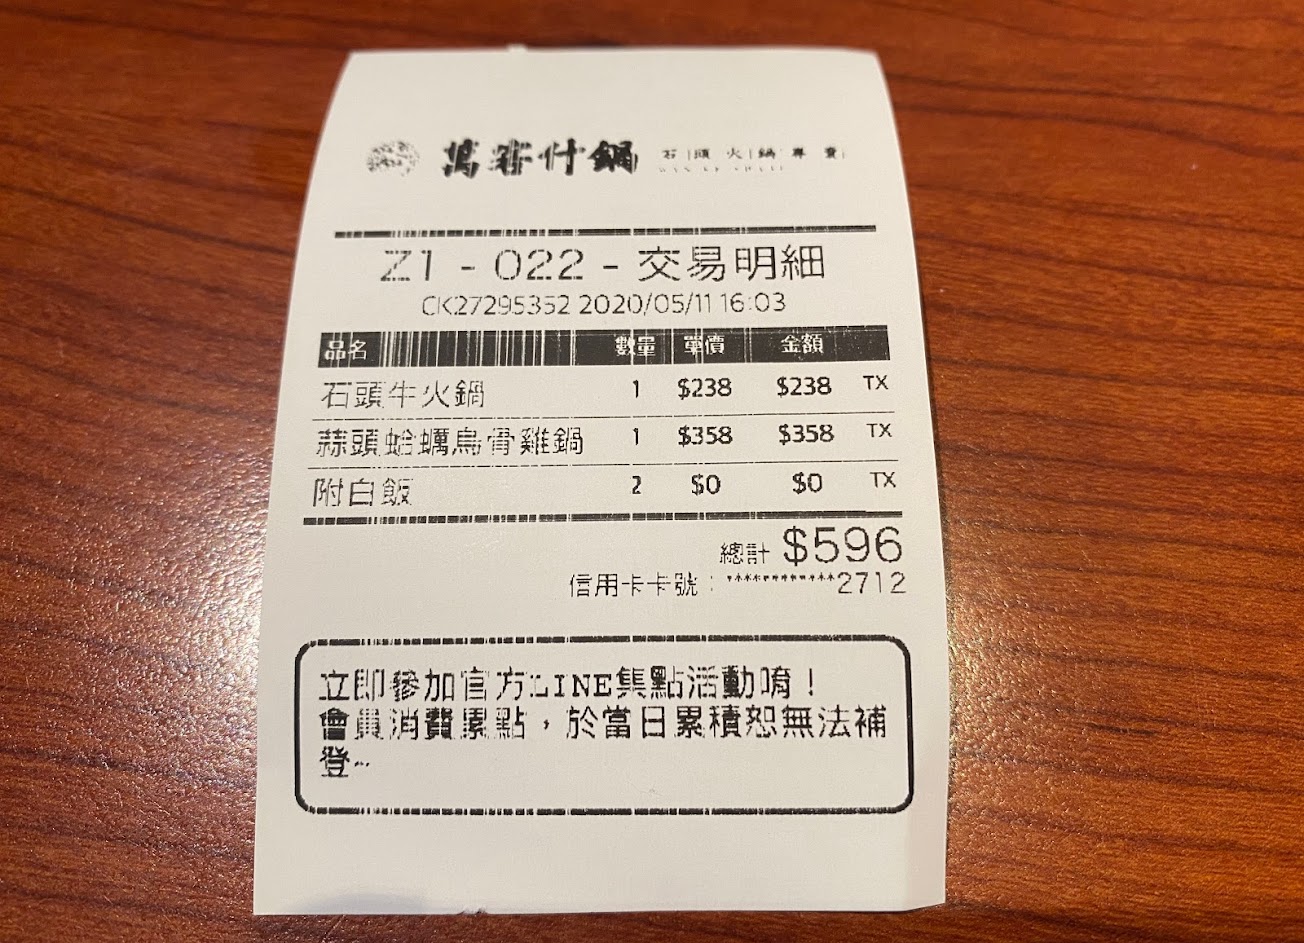 萬客什鍋 石|頭 火|鍋 專 賣
Z1 - 022 - 交易明細
CK27295352 2020/05/11 16:03
品名 數量 單價 金額
石頭牛火鍋 1 $238 $238 TX
蒜頭蛤蠣烏骨雞鍋 1 $358 $358 TX
附白飯 2 $0 $0 TX
總計 $596
信用卡卡號：************2712
立即參加官方LINE集點活動唷！
會員消費累點，於當日累積恕無法補
登~